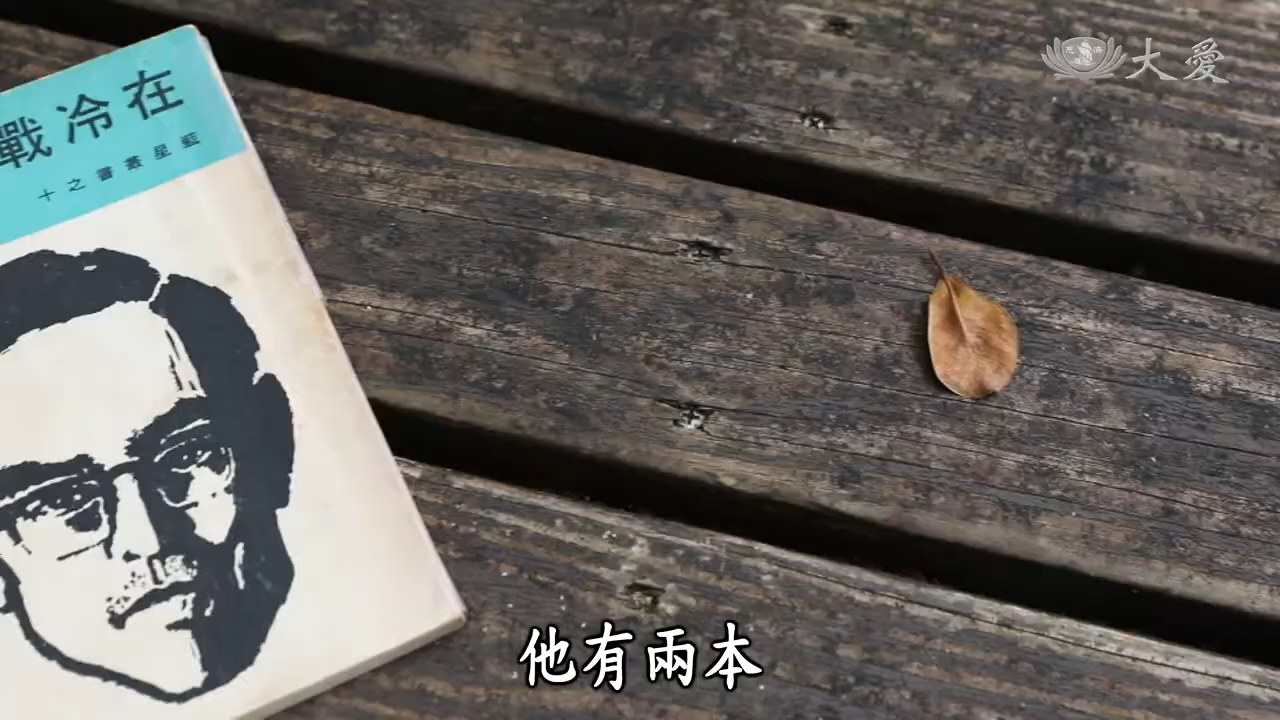 大愛
在冷戰
藍星叢書之十
他有兩本